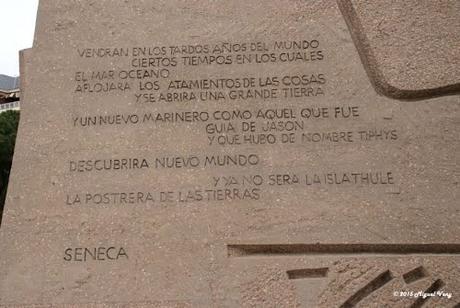 VENDRAN EN LOS TARDOS AÑOS DEL MUNDO
CIERTOS TIEMPOS EN LOS CUALES
EL MAR OCEANO
AFLOJARA LOS ATAMIENTOS DE LAS COSAS
Y SE ABRIRA UNA GRANDE TIERRA
Y UN NUEVO MARINERO COMO AQUEL QUE FUE
GUIA DE JASON
Y QUE HUBO DE NOMBRE TIPHYS
DESCUBRIRA NUEVO MUNDO
Y YA NO SERA LA ISLA THULE
LA POSTRERA DE LAS TIERRAS
SENECA
© 2015 Miguel Vong